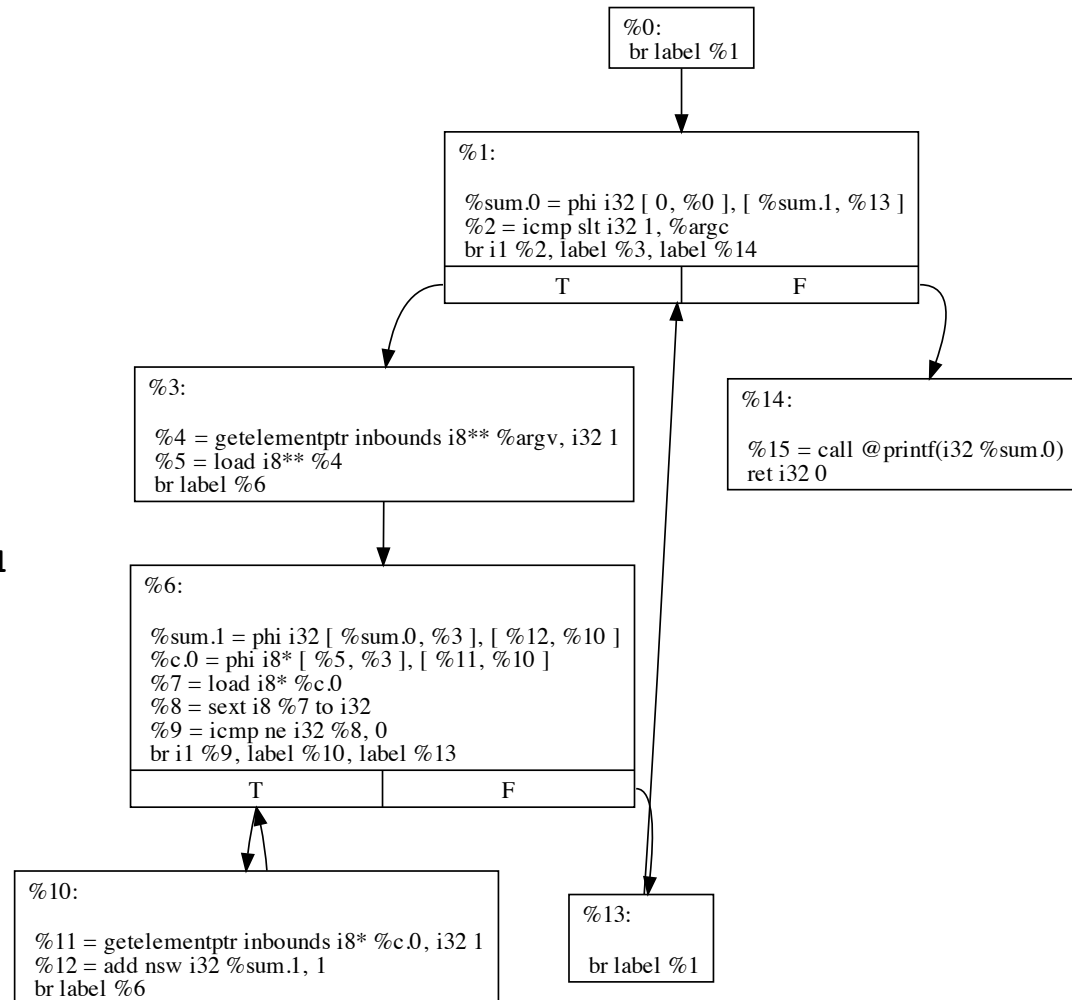 %0:
br label %1
%1:
%sum.0 = phi i32 [ 0, %0 ], [ %sum.1, %13 ]
%2 = icmp slt i32 1, %argc
br i1 %2, label %3, label %14
T F
%3:
%4 = getelementptr inbounds i8** %argv, i32 1
%5 = load i8** %4
br label %6
%14:
%15 = call @printf(i32 %sum.0)
ret i32 0
%6:
%sum.1 = phi i32 [ %sum.0, %3 ], [ %12, %10 ]
%c.0 = phi i8* [ %5, %3 ], [ %11, %10 ]
%7 = load i8* %c.0
%8 = sext i8 %7 to i32
%9 = icmp ne i32 %8, 0
br i1 %9, label %10, label %13
T F
%10:
%11 = getelementptr inbounds i8* %c.0, i32 1
%12 = add nsw i32 %sum.1, 1
br label %6
%13:
br label %1